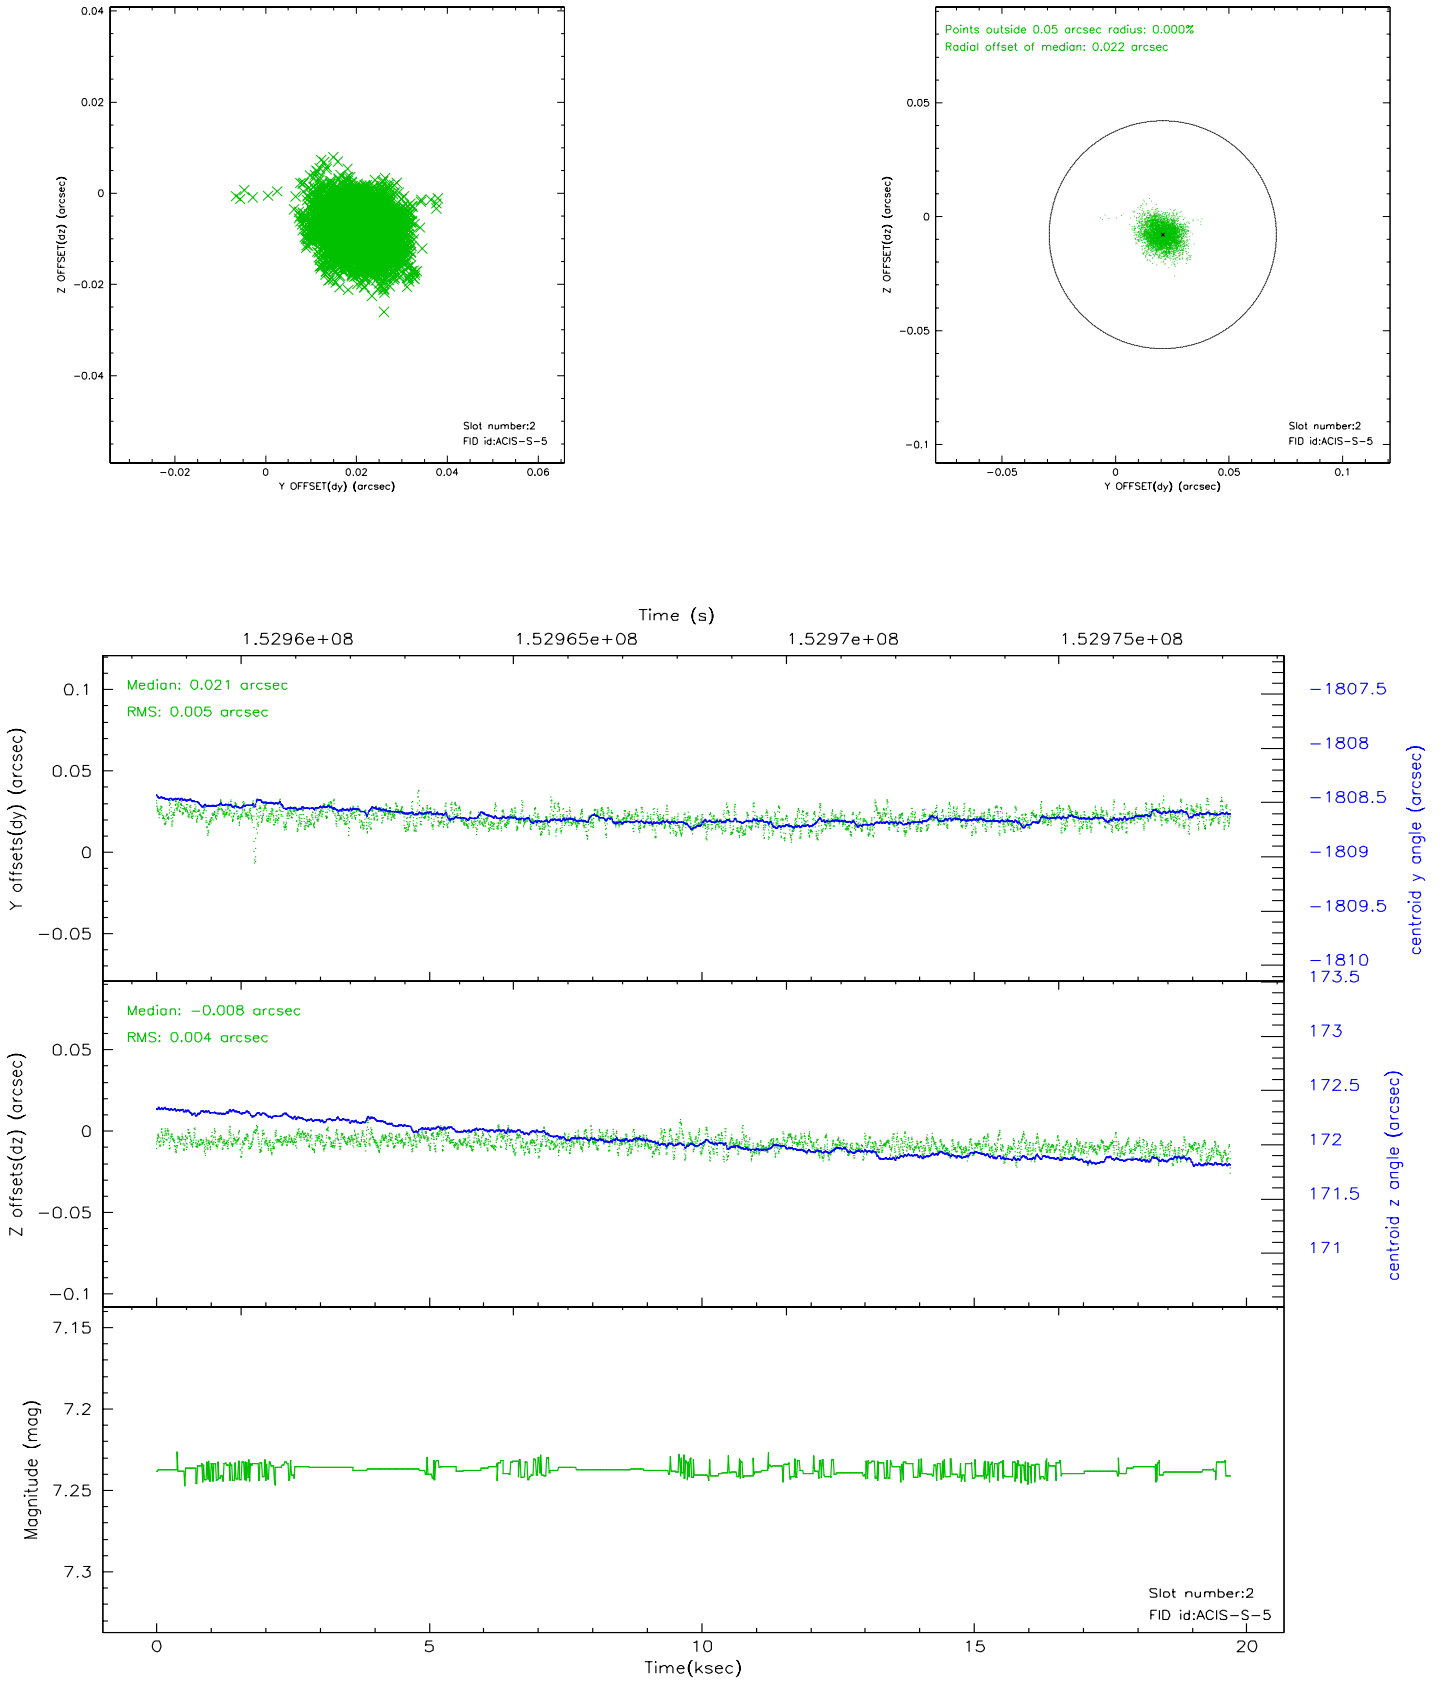 0.04
0.02
0
−0.02
−0.04
Z OFFSET(dz) (arcsec)
Slot number:2
FID id:ACIS−S−5
−0.02 0 0.02 0.04 0.06
Y OFFSET(dy) (arcsec)
Points outside 0.05 arcsec radius: 0.000%
Radial offset of median: 0.022 arcsec
0.05
0
−0.05
−0.1
Z OFFSET(dz) (arcsec)
Slot number:2
FID id:ACIS−S−5
−0.05 0 0.05 0.1
Y OFFSET(dy) (arcsec)
Time (s)
1.5296e+08 1.52965e+08 1.5297e+08 1.52975e+08
Median: 0.021 arcsec
RMS: 0.005 arcsec
0.1
0.05
0
−0.05
Y offsets(dy) (arcsec)
−1807.5
−1808
−1808.5
−1809
−1809.5
−1810
centroid y angle (arcsec)
Median: −0.008 arcsec
RMS: 0.004 arcsec
0.05
0
−0.05
−0.1
Z offsets(dz) (arcsec)
173.5
173
172.5
172
171.5
171
centroid z angle (arcsec)
7.15
7.2
7.25
7.3
Magnitude (mag)
Slot number:2
FID id:ACIS−S−5
0 5 10 15 20
Time(ksec)